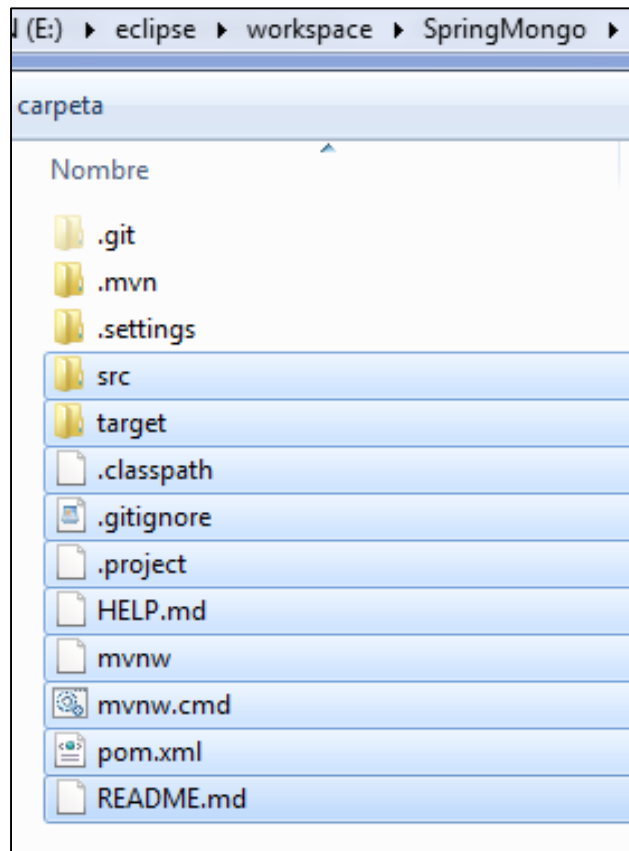 (E:) ▸ eclipse ▸ workspace ▸ SpringMongo ▸
carpeta
Nombre
.git
.mvn
.settings
src
target
.classpath
.gitignore
.project
HELP.md
mvnw
mvnw.cmd
pom.xml
README.md